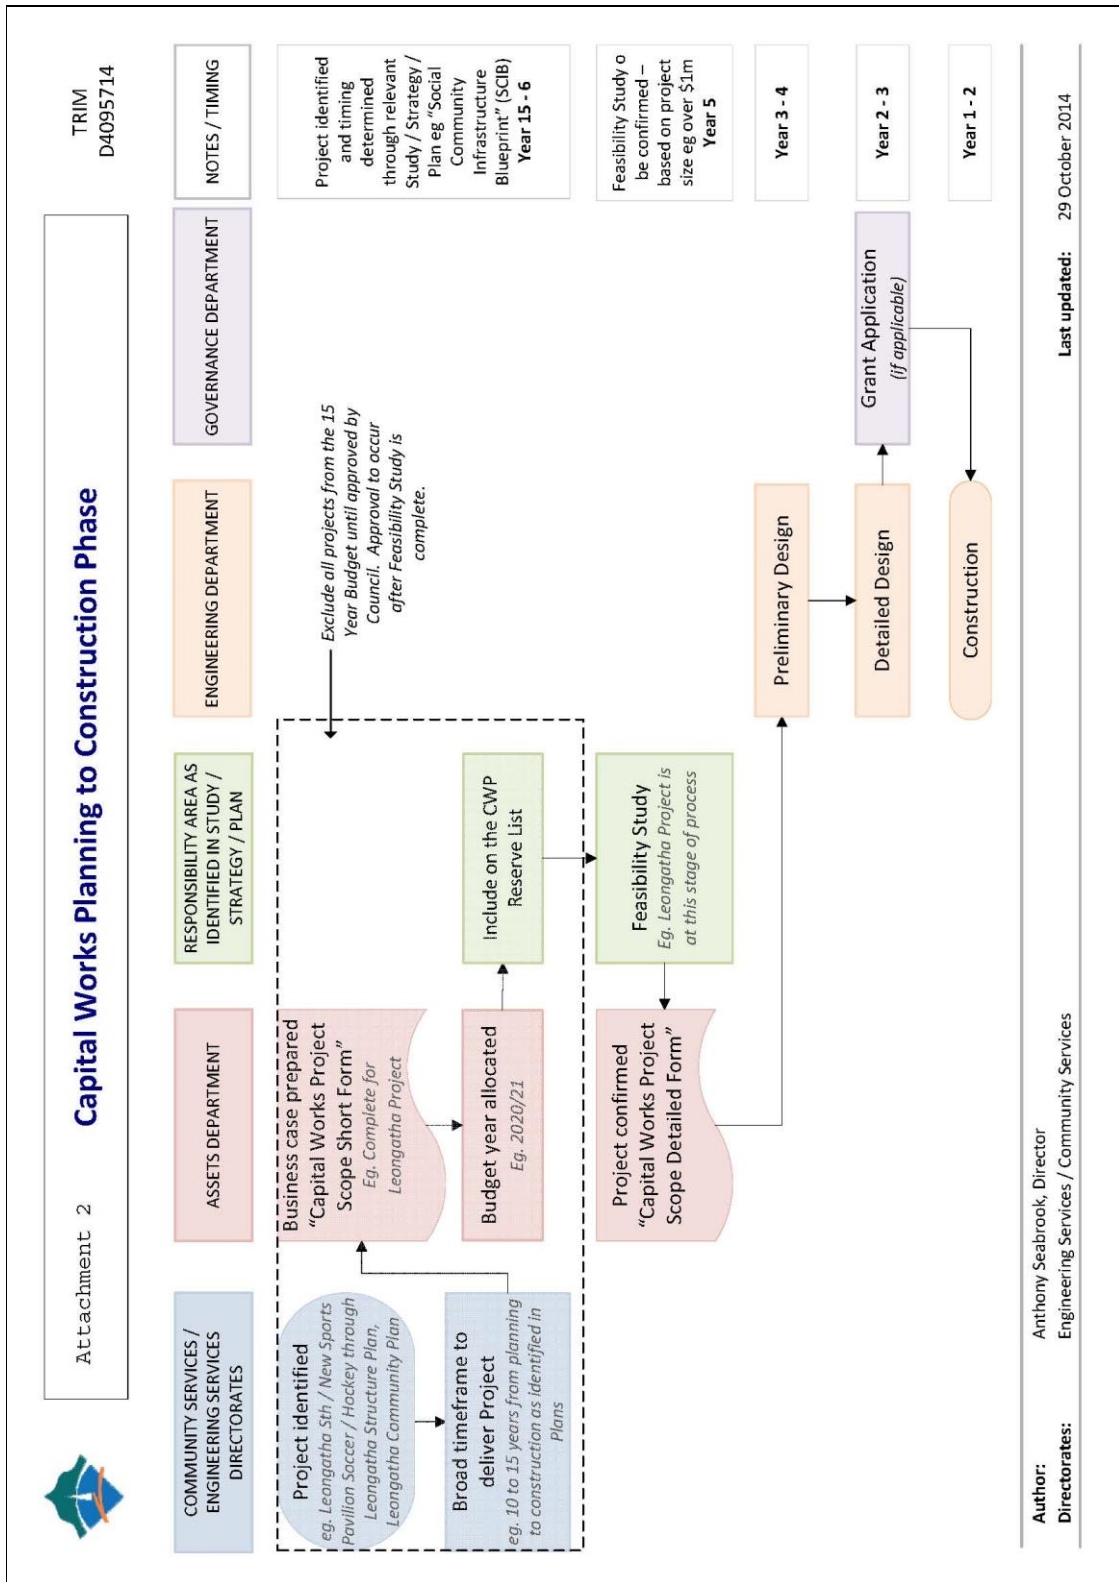 TRIM
D4095714
Attachment 2 Capital Works Planning to Construction Phase
COMMUNITY SERVICES /
ENGINEERING SERVICES
DIRECTORATES
ASSETS DEPARTMENT
RESPONSIBILITY AREA AS
IDENTIFIED IN STUDY /
STRATEGY / PLAN
ENGINEERING DEPARTMENT
GOVERNANCE DEPARTMENT
NOTES / TIMING
Project identified
eg. Leongatha Sth / New Sports
Pavilion Soccer / Hockey through
Leongatha Structure Plan,
Leongatha Community Plan
Business case prepared
“Capital Works Project
Scope Short Form”
Eg. Complete for
Leongatha Project
Exclude all projects from the 15
Year Budget until approved by
Council. Approval to occur
after Feasibility Study is
complete.
Project identified
and timing
determined
through relevant
Study / Strategy /
Plan eg “Social
Community
Infrastructure
Blueprint” (SCIB)
Year 15 - 6
Broad timeframe to
deliver Project
eg. 10 to 15 years from planning
to construction as identified in
Plans
Budget year allocated
Eg. 2020/21
Include on the CWP
Reserve List
Project confirmed
“Capital Works Project
Scope Detailed Form”
Feasibility Study
Eg. Leongatha Project is
at this stage of process
Feasibility Study o
be confirmed –
based on project
size eg over $1m
Year 5
Preliminary Design
Year 3 - 4
Detailed Design
Grant Application
(if applicable)
Year 2 - 3
Construction
Year 1 - 2
Author: Anthony Seabrook, Director
Directorates: Engineering Services / Community Services
Last updated: 29 October 2014